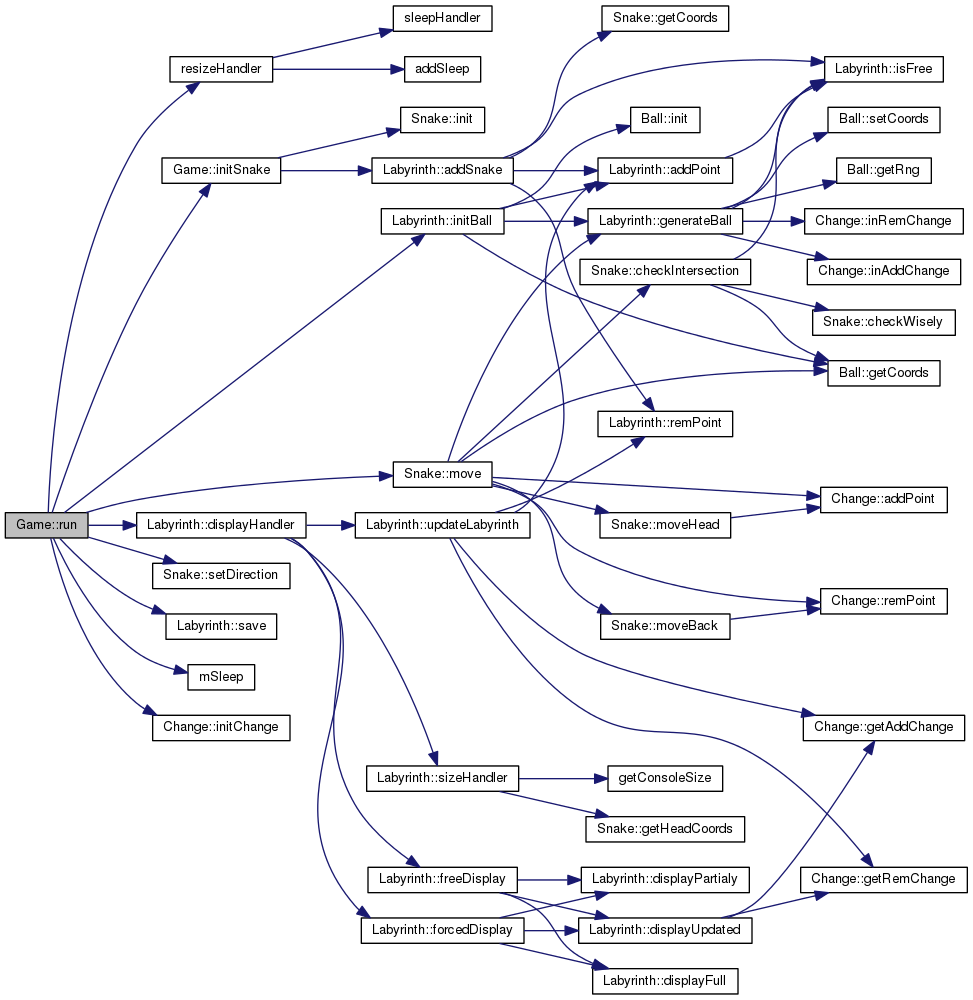 sleepHandler
Snake::getCoords
resizeHandler
addSleep
Labyrinth::isFree
Snake::init
Ball::init
Ball::setCoords
Game::initSnake
Labyrinth::addSnake
Labyrinth::addPoint
Ball::getRng
Labyrinth::initBall
Labyrinth::generateBall
Change::inRemChange
Snake::checkIntersection
Change::inAddChange
Snake::checkWisely
Ball::getCoords
Labyrinth::remPoint
Snake::move
Change::addPoint
Game::run
Labyrinth::displayHandler
Labyrinth::updateLabyrinth
Snake::moveHead
Snake::setDirection
Change::remPoint
Labyrinth::save
Snake::moveBack
mSleep
Change::initChange
Change::getAddChange
Labyrinth::sizeHandler
getConsoleSize
Snake::getHeadCoords
Labyrinth::freeDisplay
Labyrinth::displayPartialy
Change::getRemChange
Labyrinth::forcedDisplay
Labyrinth::displayUpdated
Labyrinth::displayFull